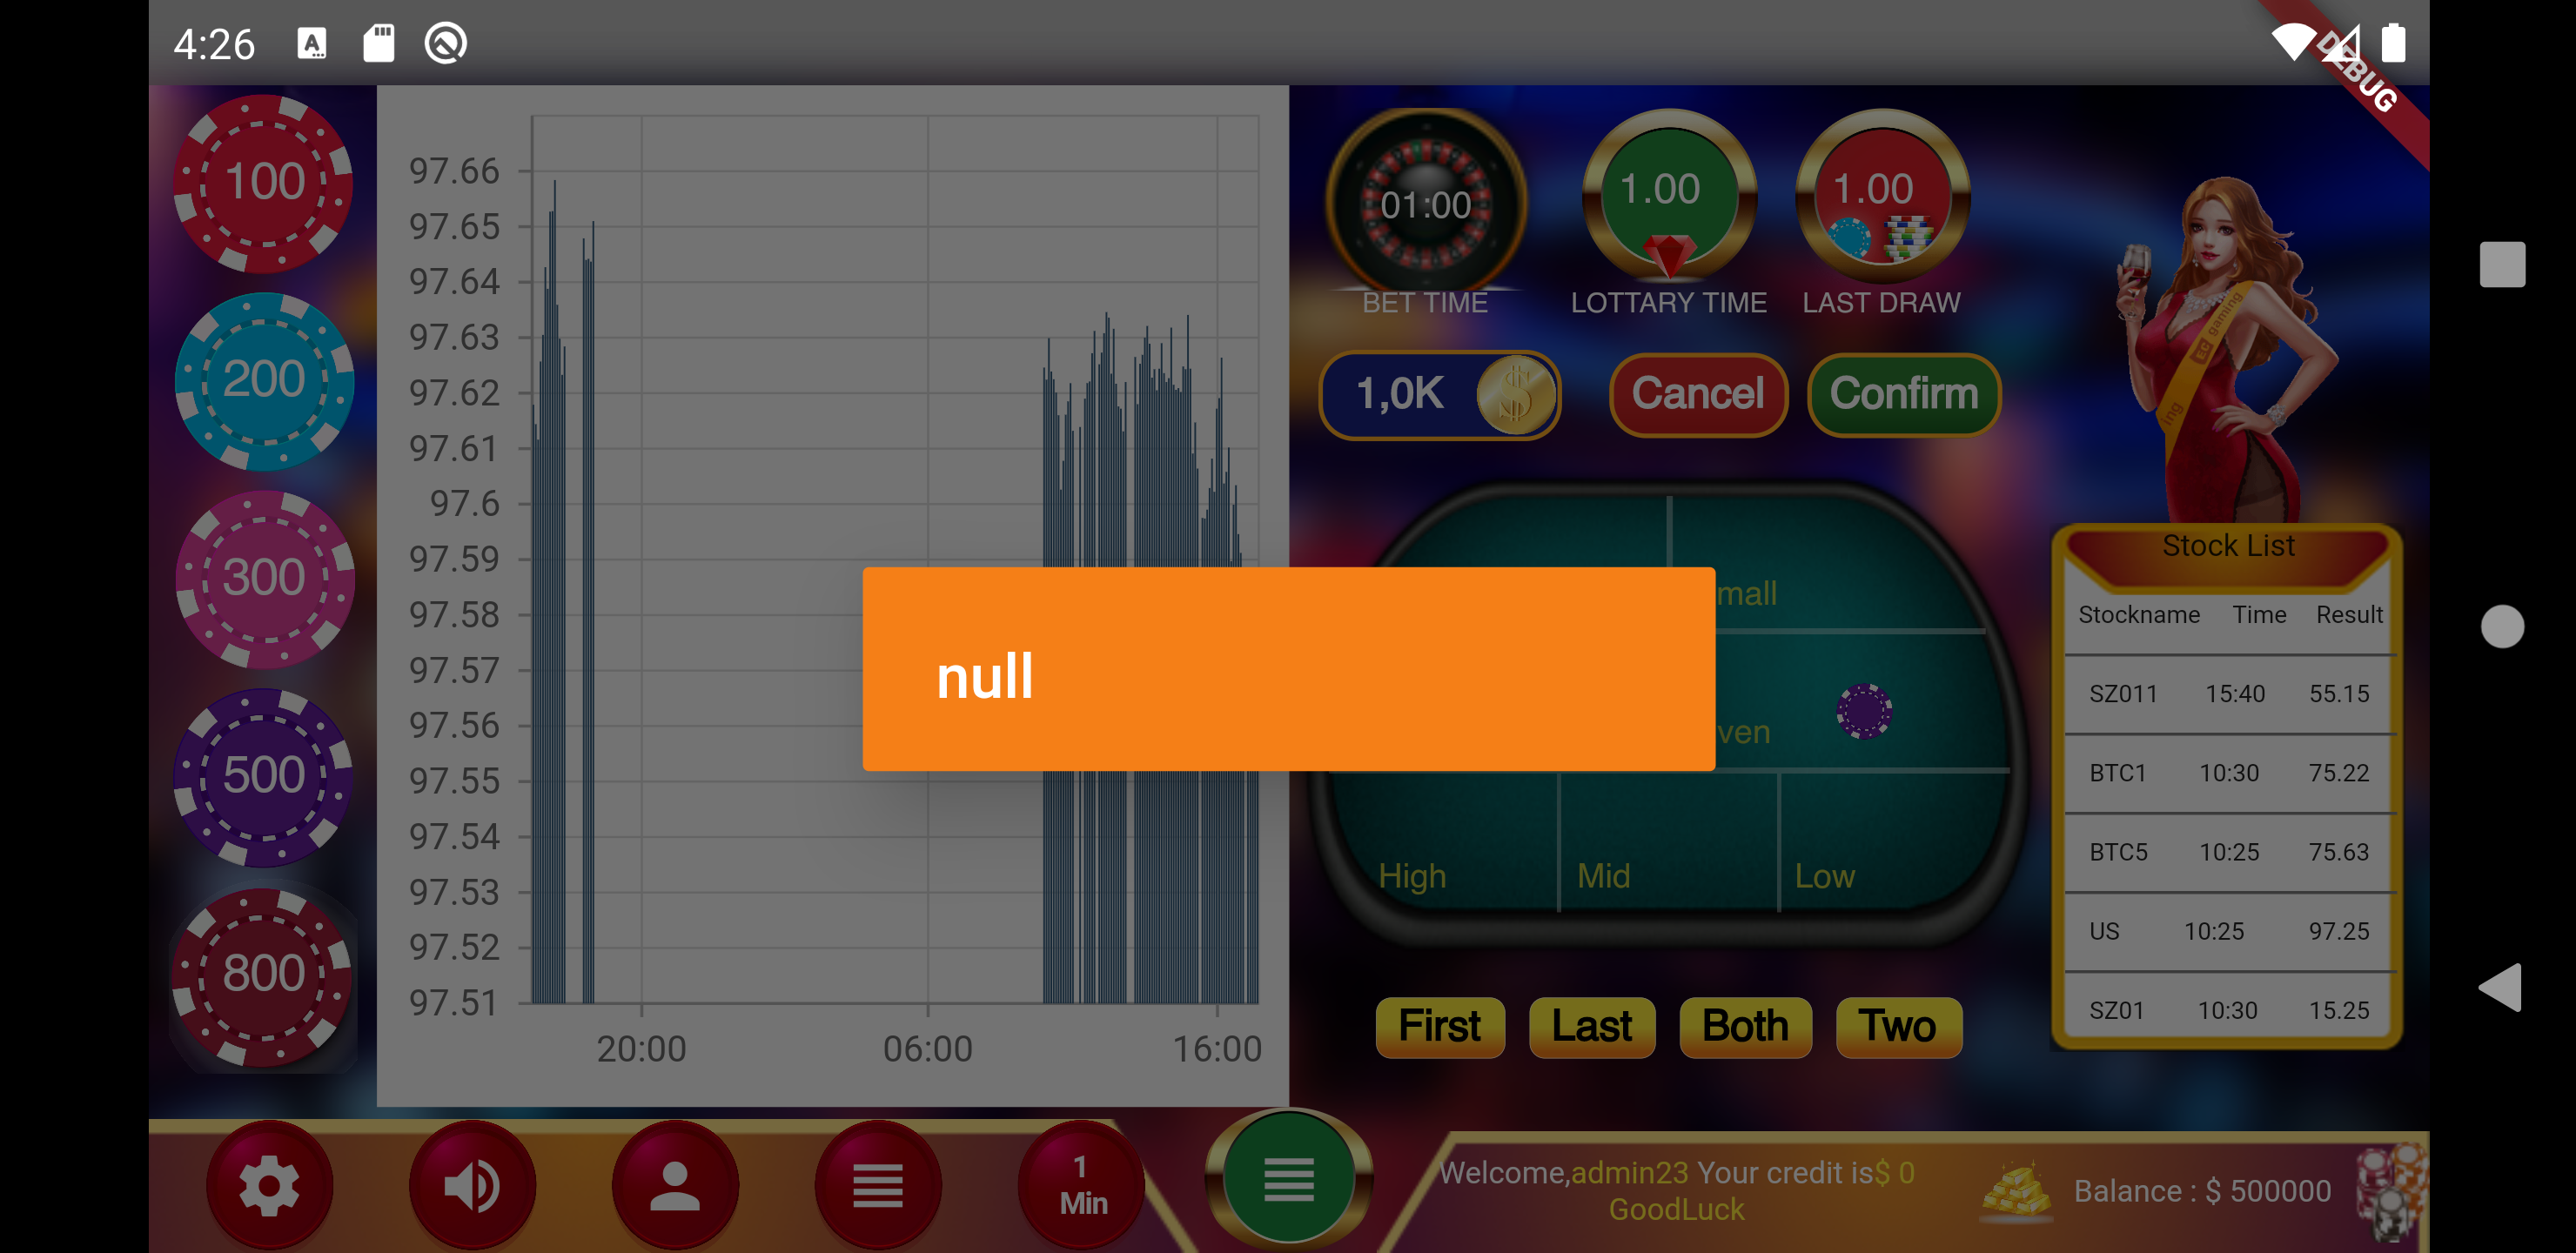 4:26
DEBUG
100
200
300
500
800
97.66
97.65
97.64
97.63
97.62
97.61
97.6
97.59
97.58
97.57
97.56
97.55
97.54
97.53
97.52
97.51
20:00 06:00 16:00
01:00
1.00
1.00
BET TIME
LOTTARY TIME
LAST DRAW
1,0K
Cancel
Confirm
EC gaming
ing
null
mall
ven
High
Mid
Low
First
Last
Both
Two
Stock List
Stockname Time Result
SZ011 15:40 55.15
BTC1 10:30 75.22
BTC5 10:25 75.63
US 10:25 97.25
SZ01 10:30 15.25
1
Min
Welcome,admin23 Your credit is$ 0
GoodLuck
Balance : $ 500000